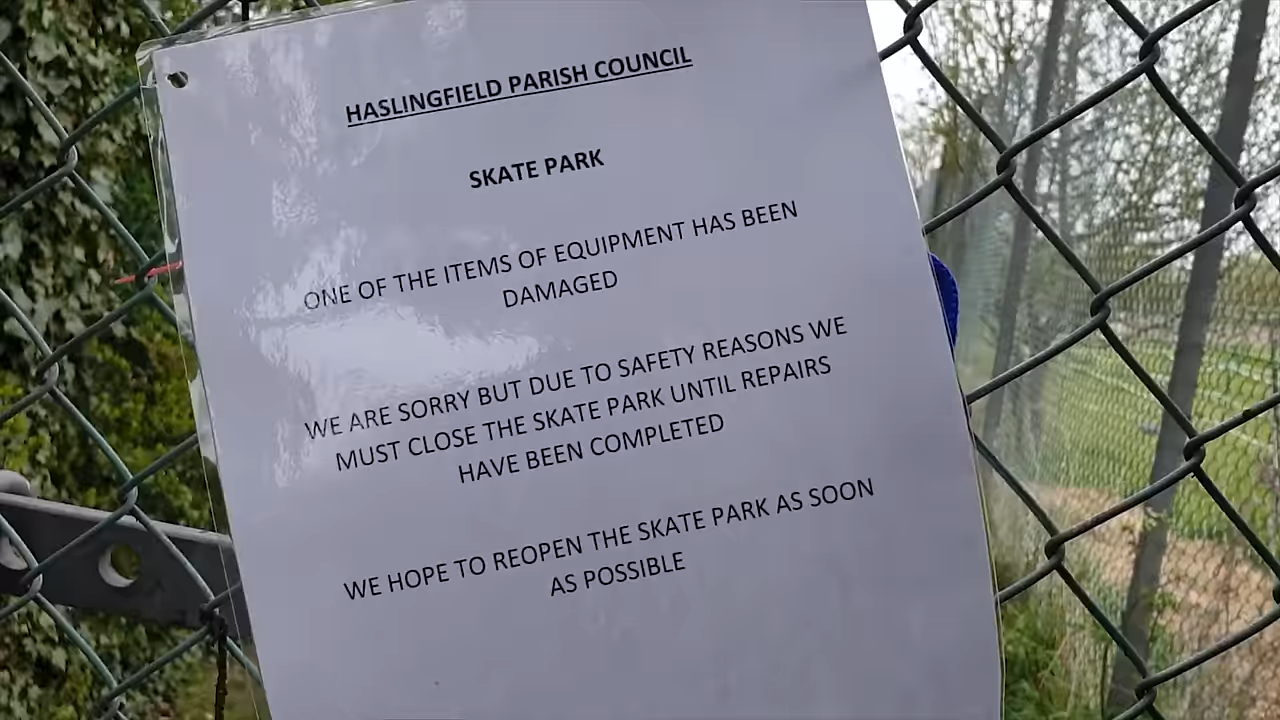 HASLINGFIELD PARISH COUNCIL
SKATE PARK
ONE OF THE ITEMS OF EQUIPMENT HAS BEEN
DAMAGED
WE ARE SORRY BUT DUE TO SAFETY REASONS WE
MUST CLOSE THE SKATE PARK UNTIL REPAIRS
HAVE BEEN COMPLETED
WE HOPE TO REOPEN THE SKATE PARK AS SOON
AS POSSIBLE